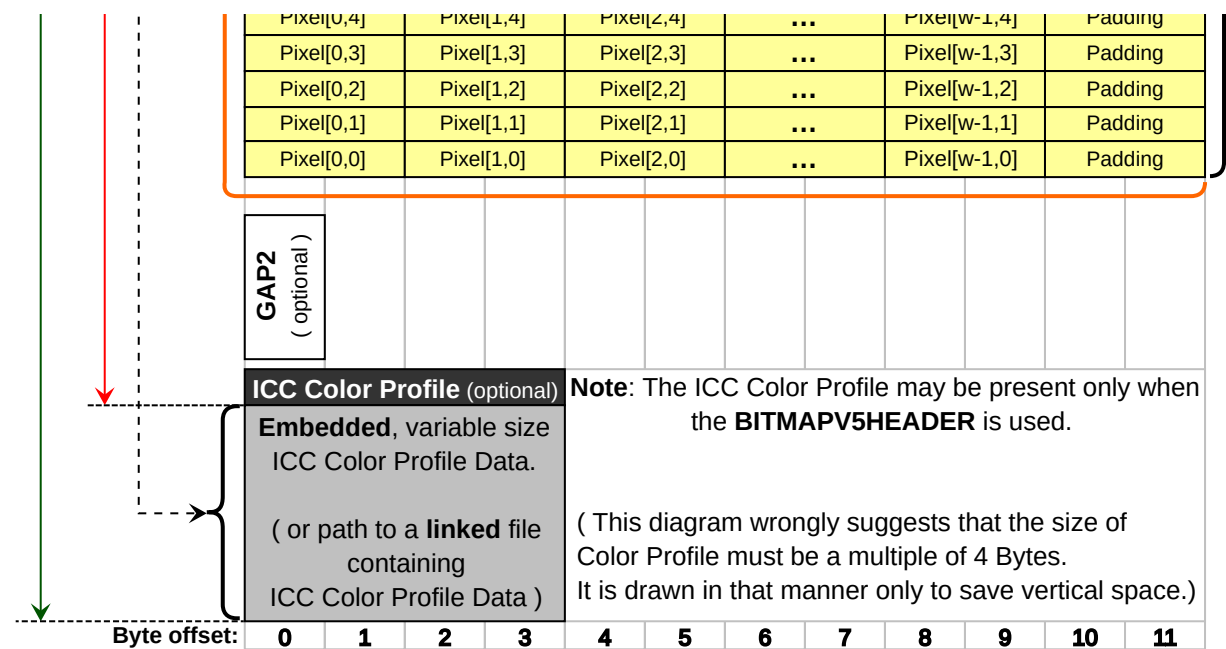 Pixel[0,4] Pixel[1,4] Pixel[2,4] ... Pixel[w-1,4] Padding
Pixel[0,3] Pixel[1,3] Pixel[2,3] ... Pixel[w-1,3] Padding
Pixel[0,2] Pixel[1,2] Pixel[2,2] ... Pixel[w-1,2] Padding
Pixel[0,1] Pixel[1,1] Pixel[2,1] ... Pixel[w-1,1] Padding
Pixel[0,0] Pixel[1,0] Pixel[2,0] ... Pixel[w-1,0] Padding
GAP2
( optional )
ICC Color Profile (optional)
Embedded, variable size
ICC Color Profile Data.
( or path to a linked file
containing
ICC Color Profile Data )
Note: The ICC Color Profile may be present only when
the BITMAPV5HEADER is used.
( This diagram wrongly suggests that the size of
Color Profile must be a multiple of 4 Bytes.
It is drawn in that manner only to save vertical space.)
Byte offset: 0 1 2 3 4 5 6 7 8 9 10 11